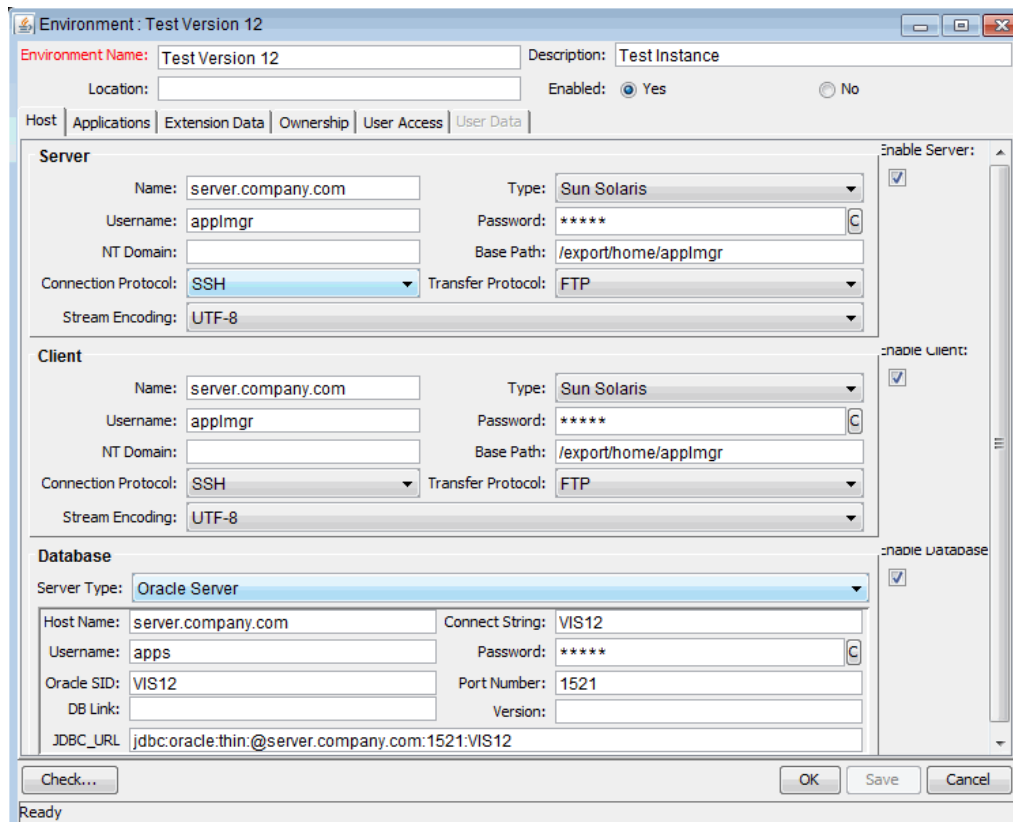 Environment : Test Version 12
Environment Name: Test Version 12 Description: Test Instance
Location: Enabled: Yes No
Host Applications Extension Data Ownership User Access User Data
Server Enable Server:
Name: server.company.com Type: Sun Solaris
Username: applmgr Password: ***** C
NT Domain: Base Path: /export/home/applmgr
Connection Protocol: SSH Transfer Protocol: FTP
Stream Encoding: UTF-8
Client Enable Client:
Name: server.company.com Type: Sun Solaris
Username: applmgr Password: ***** C
NT Domain: Base Path: /export/home/applmgr
Connection Protocol: SSH Transfer Protocol: FTP
Stream Encoding: UTF-8
Database Enable Database
Server Type: Oracle Server
Host Name: server.company.com Connect String: VIS12
Username: apps Password: ***** C
Oracle SID: VIS12 Port Number: 1521
DB Link: Version:
JDBC_URL jdbc:oracle:thin:@server.company.com:1521:VIS12
Check... OK Save Cancel
Ready